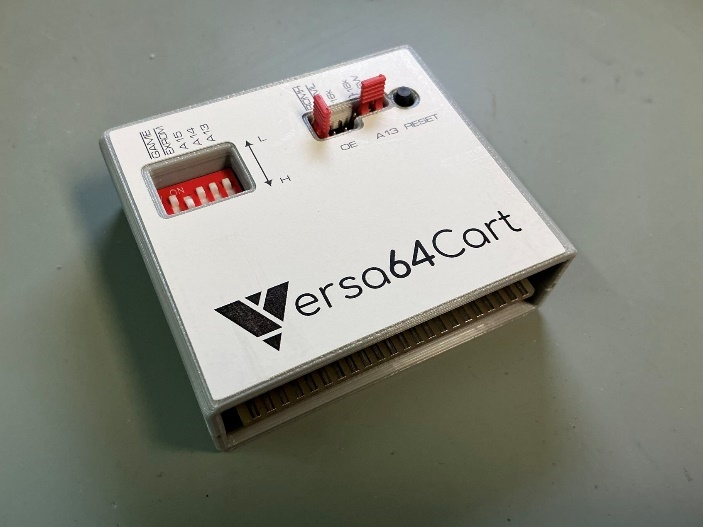 GAME
EXROM
A15
A14
A13
L
H
ON
OE
A13
RESET
Versa64Cart